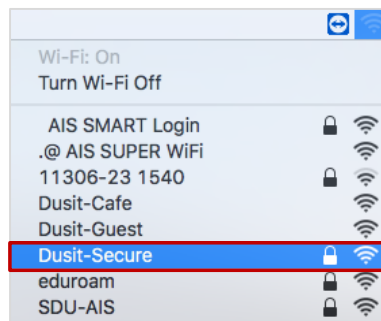 Wi-Fi: On
Turn Wi-Fi Off
AIS SMART Login
.@ AIS SUPER WiFi
11306-23 1540
Dusit-Cafe
Dusit-Guest
Dusit-Secure
eduroam
SDU-AIS